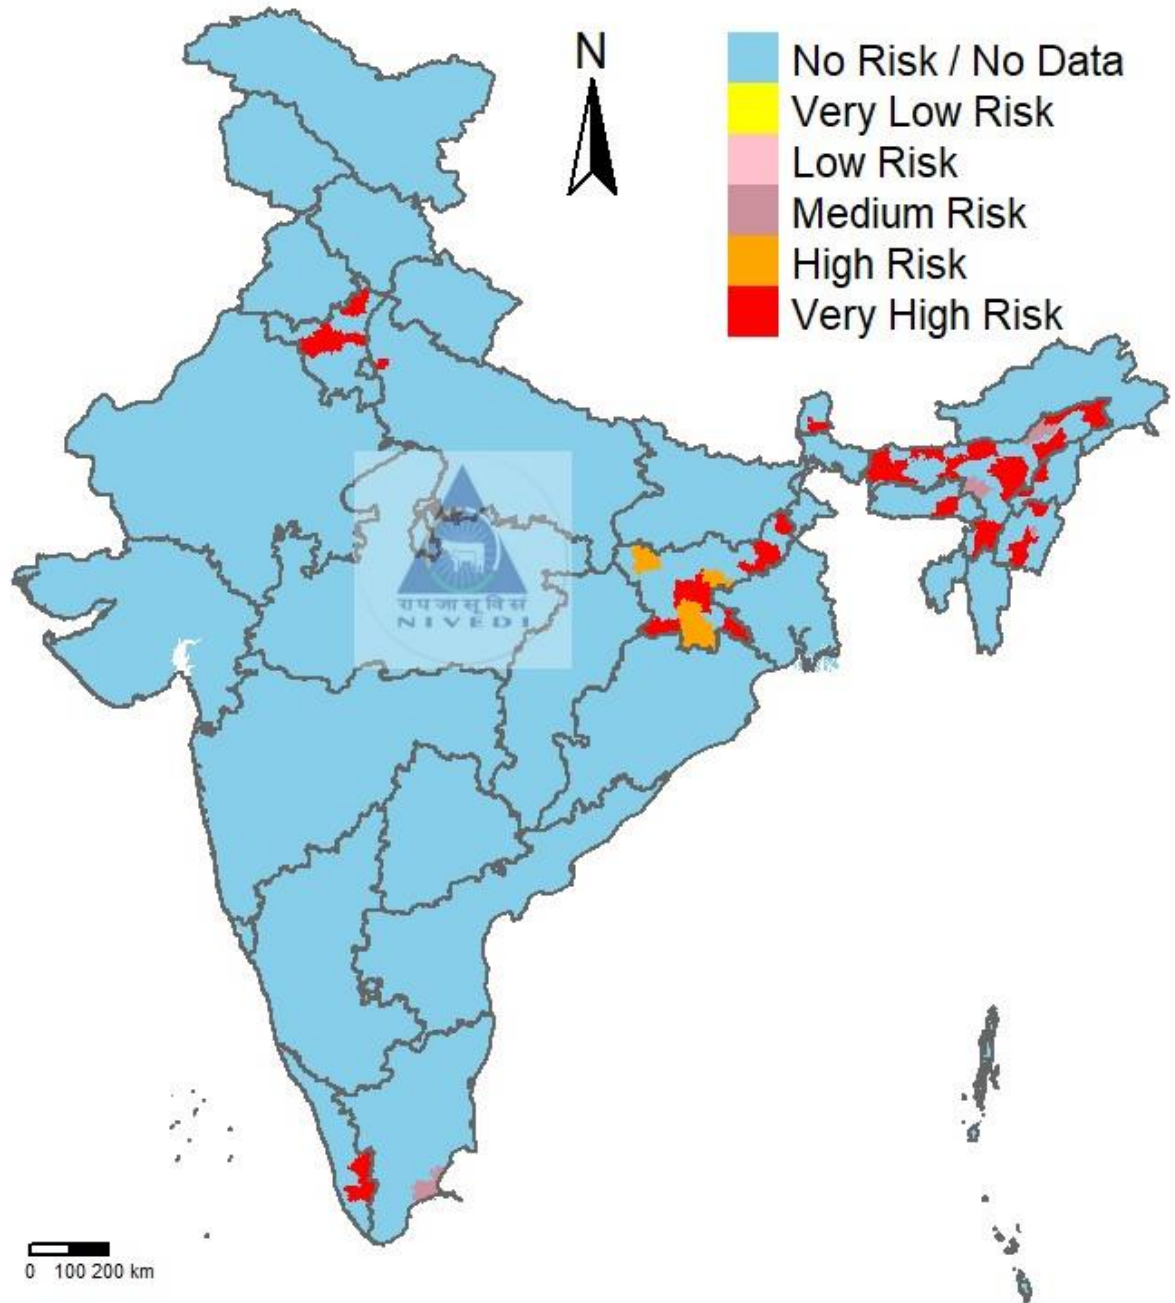 N
No Risk / No Data
Very Low Risk
Low Risk
Medium Risk
High Risk
Very High Risk
रापजासूविसं
NIVEDI
0 100 200 km